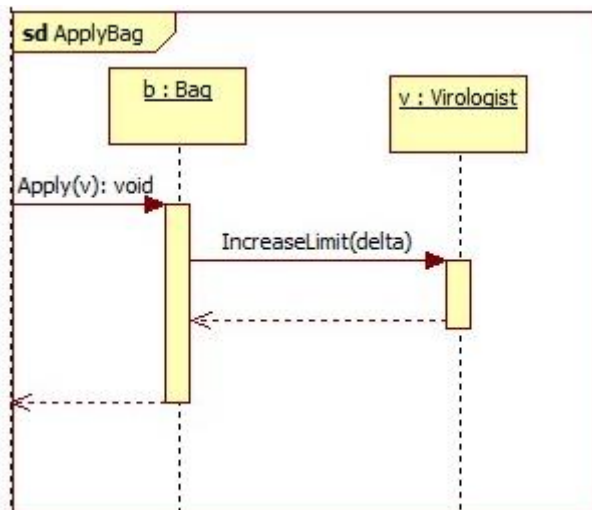 sd ApplyBag
b : Bag
v : Virologist
Apply(v): void
IncreaseLimit(delta)